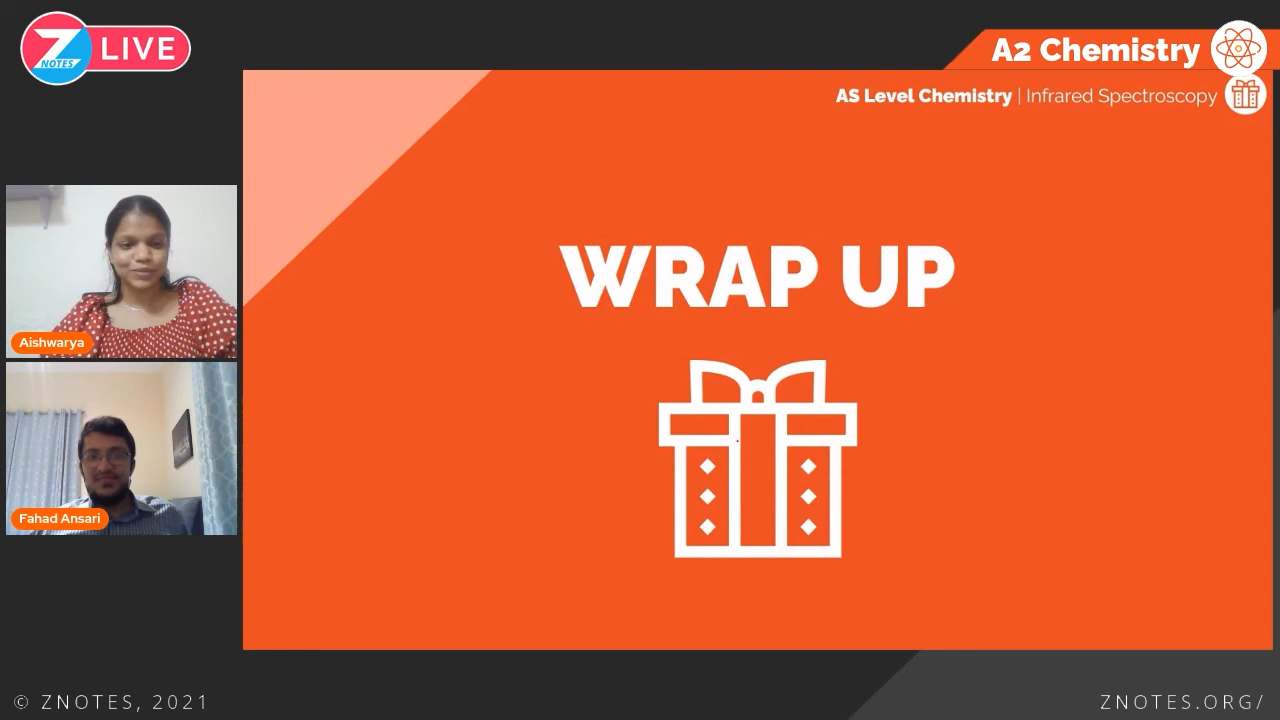 Z NOTES LIVE
A2 Chemistry
AS Level Chemistry | Infrared Spectroscopy
WRAP UP
Aishwarya
Fahad Ansari
© ZNOTES, 2021
ZNOTES.ORG/